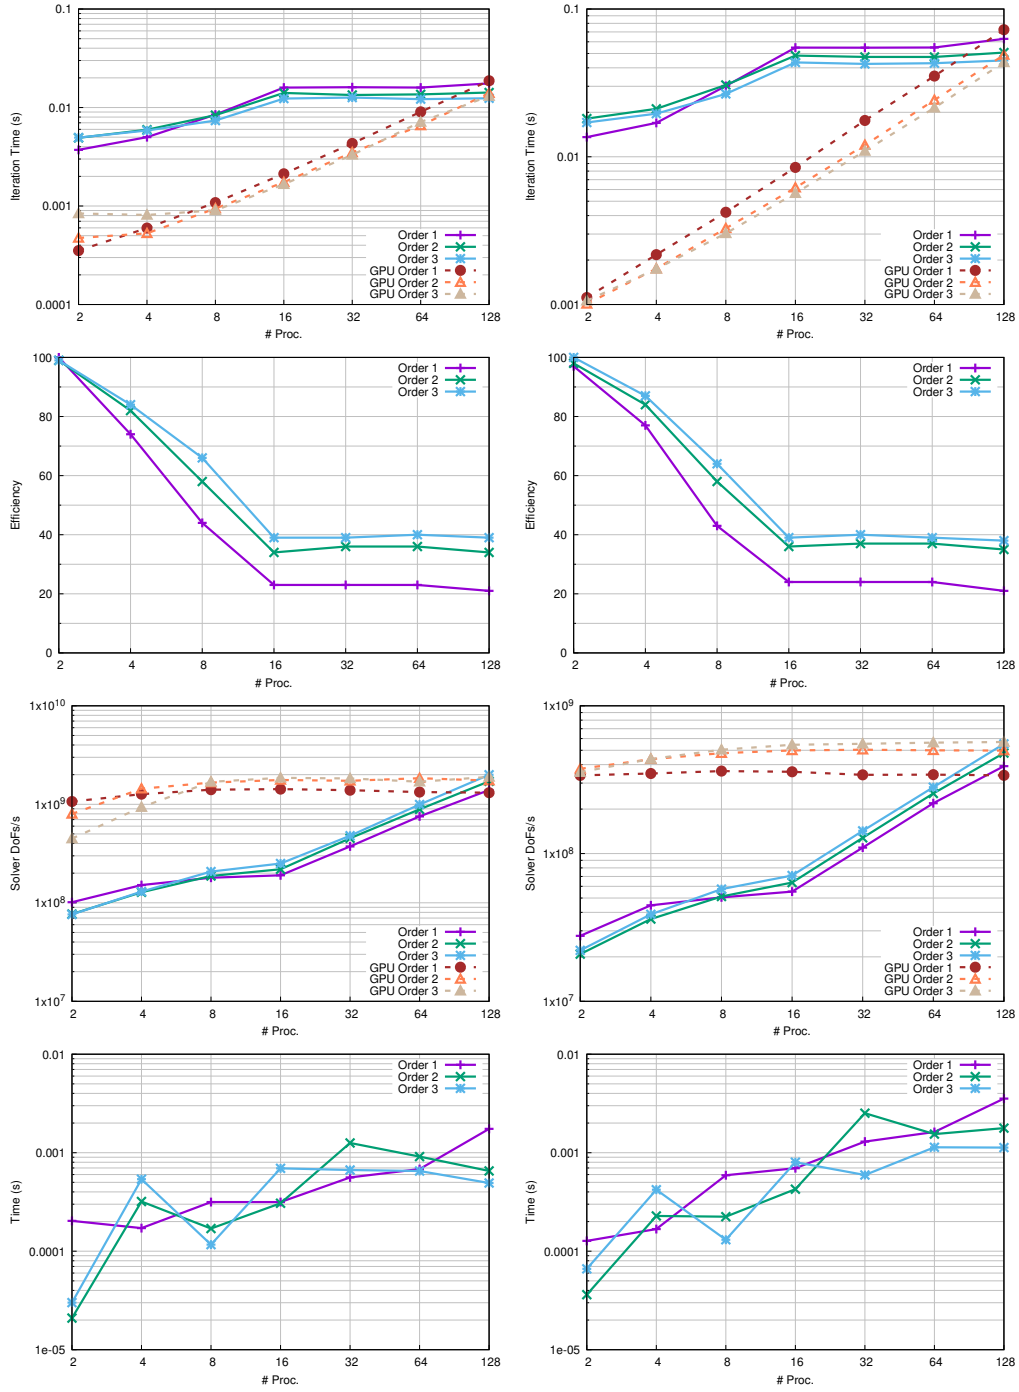 0.1
0.01
0.001
0.0001
Iteration Time (s)
2 4 8 16 32 64 128
# Proc.
Order 1
Order 2
Order 3
GPU Order 1
GPU Order 2
GPU Order 3
0.1
0.01
0.001
Iteration Time (s)
2 4 8 16 32 64 128
# Proc.
Order 1
Order 2
Order 3
GPU Order 1
GPU Order 2
GPU Order 3
100
80
60
40
20
0
Efficiency
2 4 8 16 32 64 128
# Proc.
Order 1
Order 2
Order 3
100
80
60
40
20
0
Efficiency
2 4 8 16 32 64 128
# Proc.
Order 1
Order 2
Order 3
1x10^10
1x10^9
1x10^8
1x10^7
Solver DoFs/s
2 4 8 16 32 64 128
# Proc.
Order 1
Order 2
Order 3
GPU Order 1
GPU Order 2
GPU Order 3
1x10^9
1x10^8
1x10^7
Solver DoFs/s
2 4 8 16 32 64 128
# Proc.
Order 1
Order 2
Order 3
GPU Order 1
GPU Order 2
GPU Order 3
0.01
0.001
0.0001
1e-05
Time (s)
2 4 8 16 32 64 128
# Proc.
Order 1
Order 2
Order 3
0.01
0.001
0.0001
1e-05
Time (s)
2 4 8 16 32 64 128
# Proc.
Order 1
Order 2
Order 3